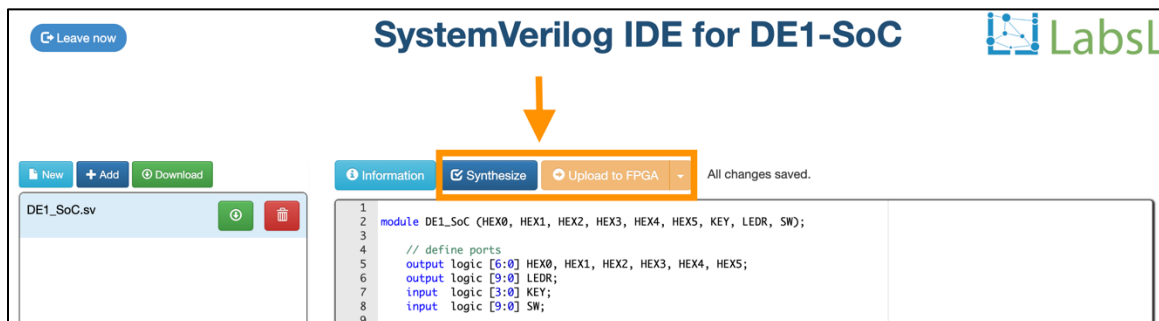 Leave now
SystemVerilog IDE for DE1-SoC
LabsL
New
Add
Download
Information
Synthesize
Upload to FPGA
All changes saved.
DE1_SoC.sv
1
2 module DE1_SoC (HEX0, HEX1, HEX2, HEX3, HEX4, HEX5, KEY, LEDR, SW);
3
4 // define ports
5 output logic [6:0] HEX0, HEX1, HEX2, HEX3, HEX4, HEX5;
6 output logic [9:0] LEDR;
7 input logic [3:0] KEY;
8 input logic [9:0] SW;